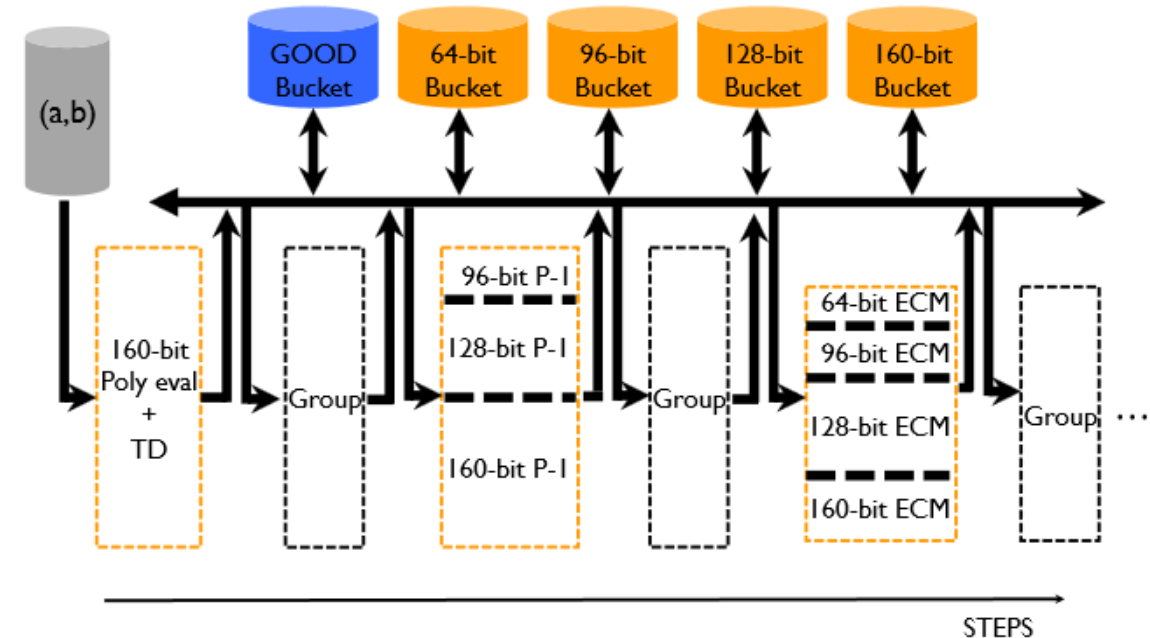 (a,b)
GOOD
Bucket
64-bit
Bucket
96-bit
Bucket
128-bit
Bucket
160-bit
Bucket
160-bit
Poly eval
+
TD
Group
96-bit P-1
128-bit P-1
160-bit P-1
Group
64-bit ECM
96-bit ECM
128-bit ECM
160-bit ECM
Group
...
STEPS